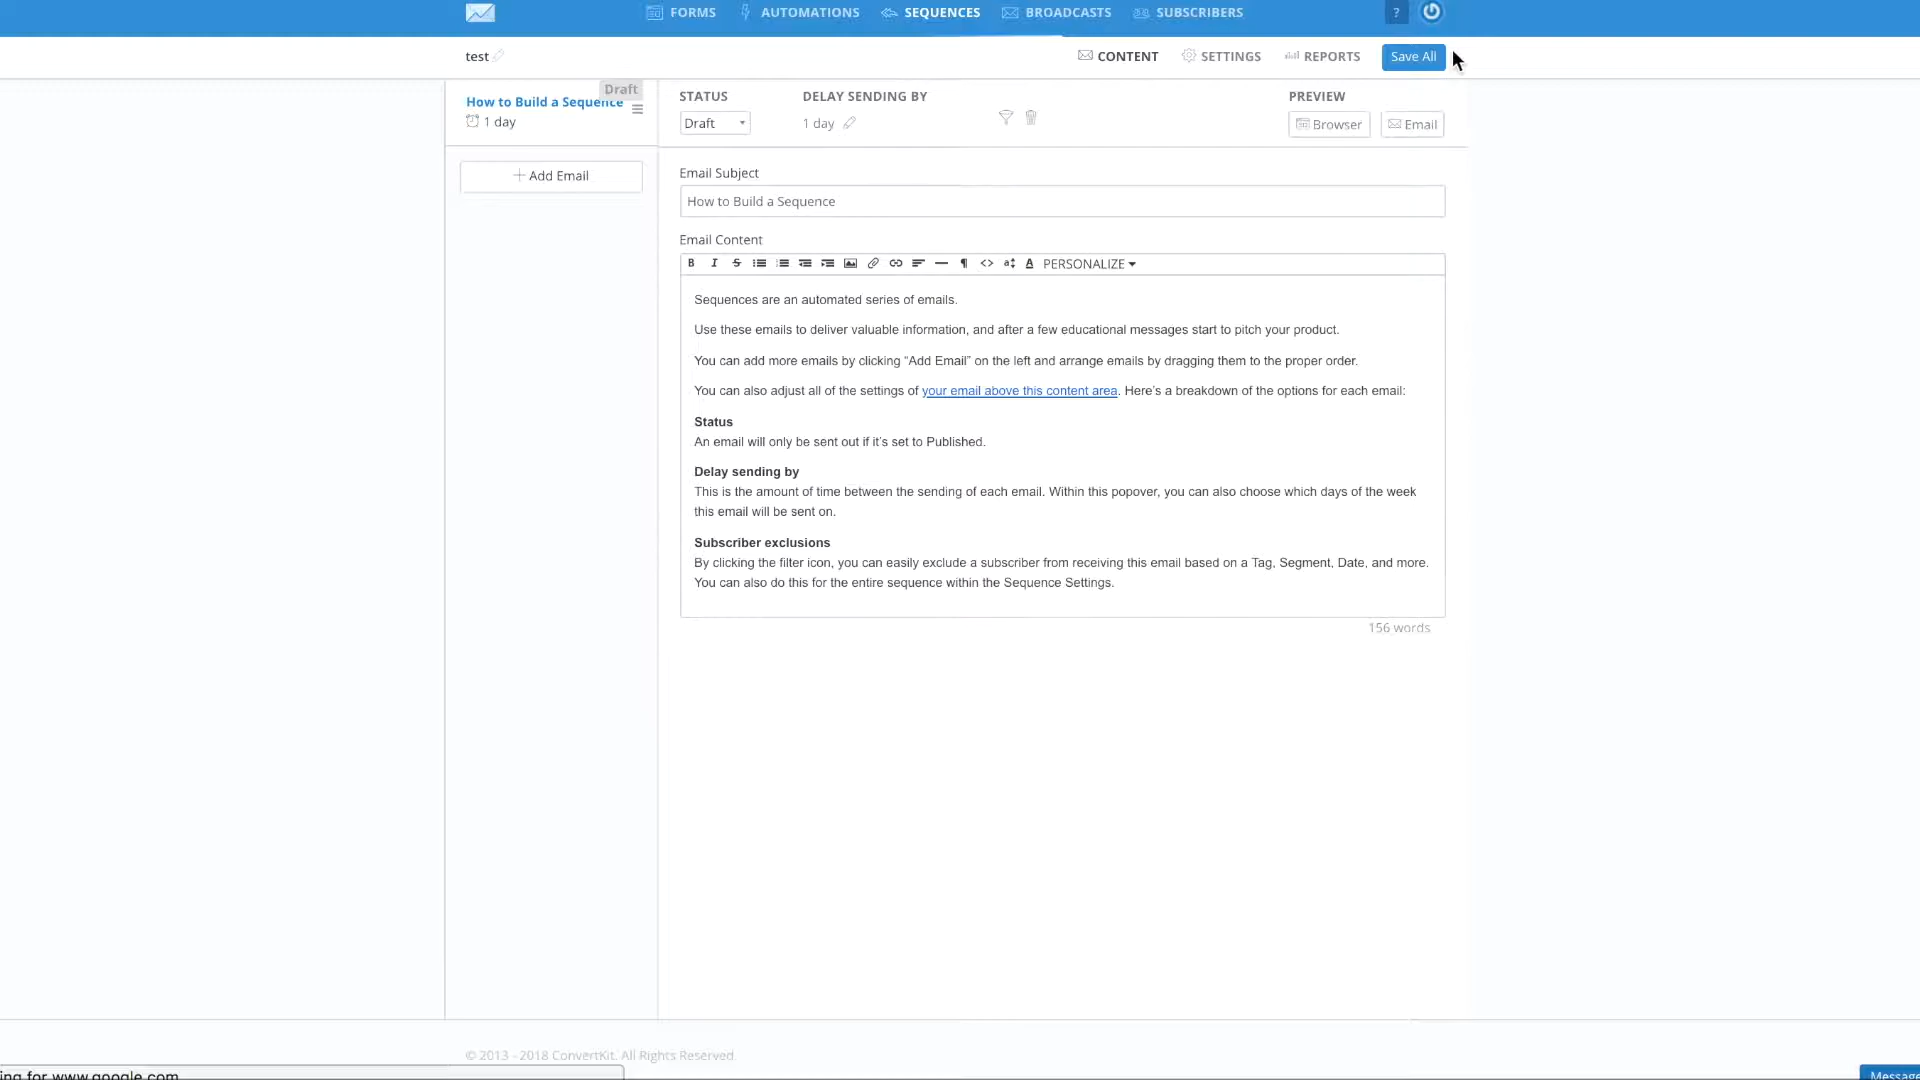 FORMS AUTOMATIONS SEQUENCES BROADCASTS SUBSCRIBERS ?
test CONTENT SETTINGS REPORTS Save All
Draft
How to Build a Sequence
1 day
Add Email
STATUS DELAY SENDING BY PREVIEW
Draft 1 day Browser Email
Email Subject
How to Build a Sequence
Email Content
B I S PERSONALIZE
Sequences are an automated series of emails.
Use these emails to deliver valuable information, and after a few educational messages start to pitch your product.
You can add more emails by clicking “Add Email” on the left and arrange emails by dragging them to the proper order.
You can also adjust all of the settings of your email above this content area. Here’s a breakdown of the options for each email:
Status
An email will only be sent out if it’s set to Published.
Delay sending by
This is the amount of time between the sending of each email. Within this popover, you can also choose which days of the week
this email will be sent on.
Subscriber exclusions
By clicking the filter icon, you can easily exclude a subscriber from receiving this email based on a Tag, Segment, Date, and more.
You can also do this for the entire sequence within the Sequence Settings.
156 words
© 2013 - 2018 ConvertKit. All Rights Reserved.
ing for www.google.com
Message